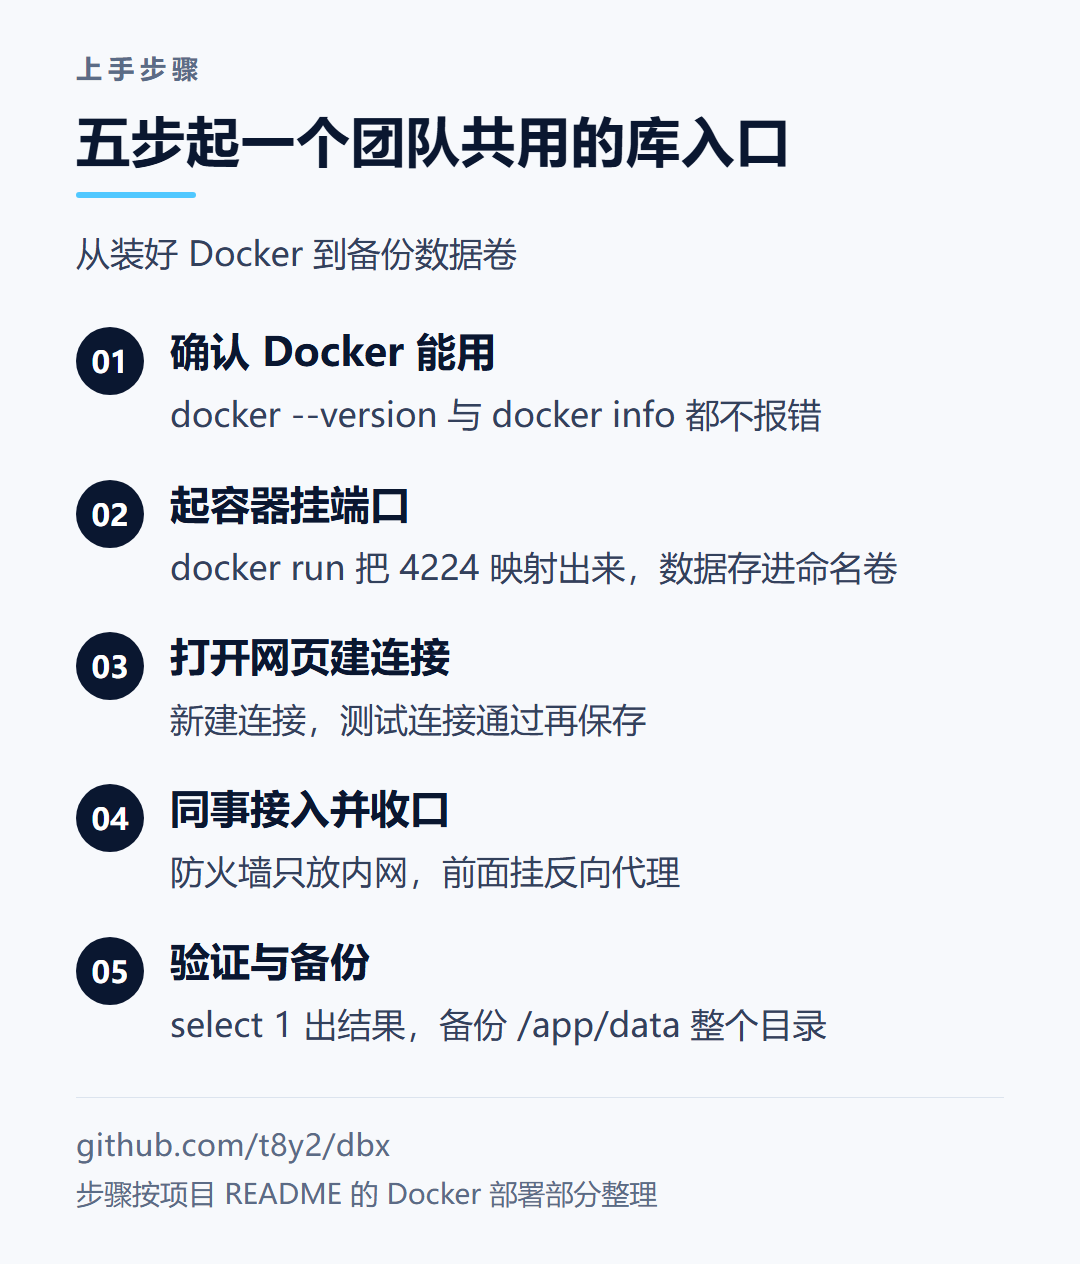 上手步骤
五步起一个团队共用的库入口
从装好 Docker 到备份数据卷
01
确认 Docker 能用
docker --version 与 docker info 都不报错
02
起容器挂端口
docker run 把 4224 映射出来，数据存进命名卷
03
打开网页建连接
新建连接，测试连接通过再保存
04
同事接入并收口
防火墙只放内网，前面挂反向代理
05
验证与备份
select 1 出结果，备份 /app/data 整个目录
github.com/t8y2/dbx
步骤按项目 README 的 Docker 部署部分整理